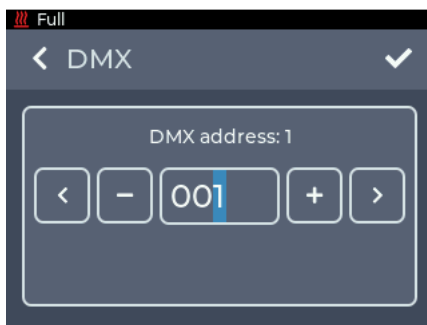 Full
DMX
DMX address: 1
< - 001 + >